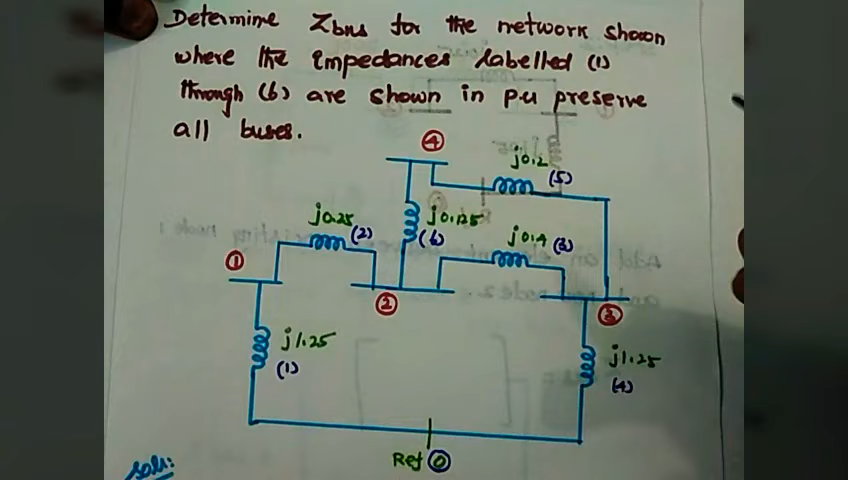 Determine Zbus for the network shown
where the Impedances labelled (1)
through (6) are shown in p.u preserve
all buses.
④
j0.2
(5)
j0.25
(2)
j0.125
(6)
j0.4
(3)
①
②
③
j1.25
(1)
j1.25
(4)
Ref ⓪
Soln: